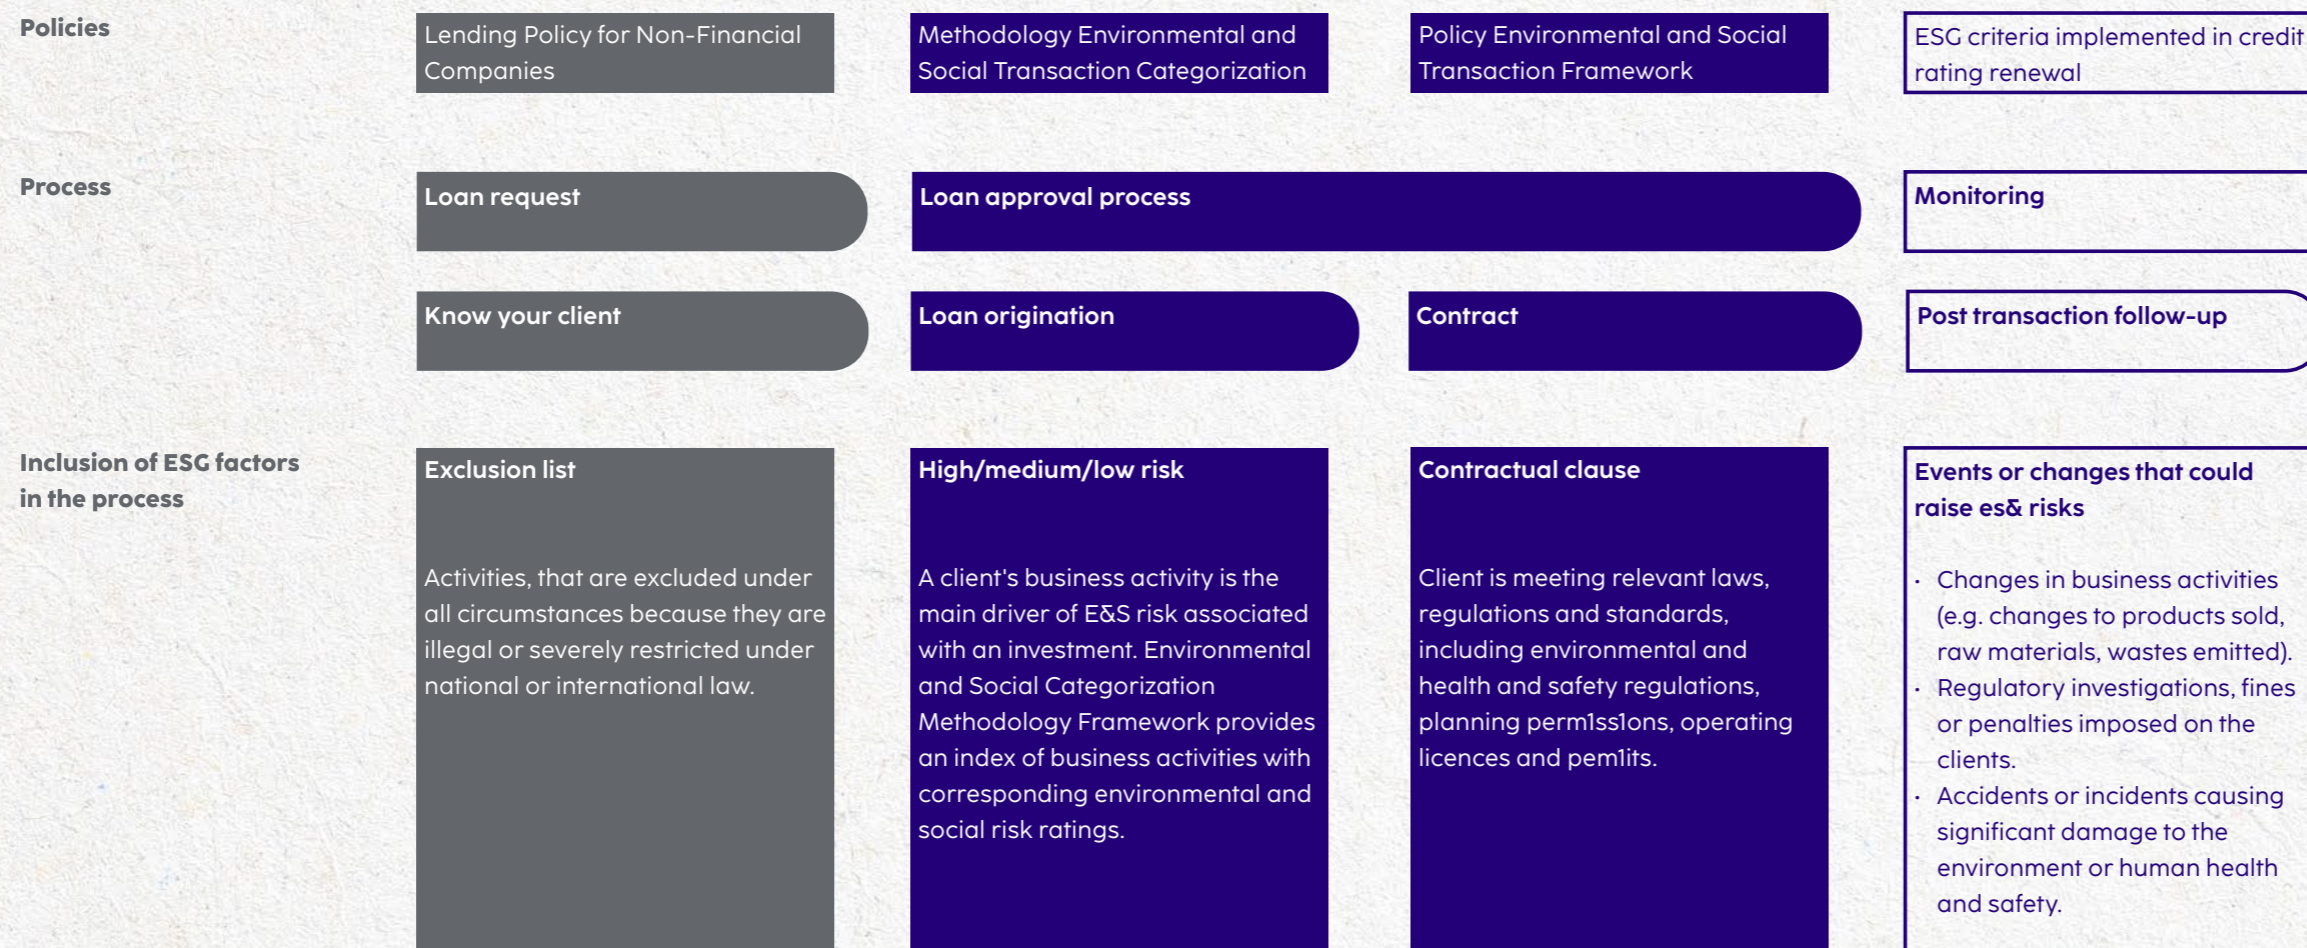 Policies
Lending Policy for Non-Financial
Companies
Methodology Environmental and
Social Transaction Categorization
Policy Environmental and Social
Transaction Framework
ESG criteria implemented in credit
rating renewal
Process
Loan request
Loan approval process
Monitoring
Know your client
Loan origination
Contract
Post transaction follow-up
Inclusion of ESG factors
in the process
Exclusion list
Activities, that are excluded under
all circumstances because they are
illegal or severely restricted under
national or international law.
High/medium/low risk
A client's business activity is the
main driver of E&S risk associated
with an investment. Environmental
and Social Categorization
Methodology Framework provides
an index of business activities with
corresponding environmental and
social risk ratings.
Contractual clause
Client is meeting relevant laws,
regulations and standards,
including environmental and
health and safety regulations,
planning perm1ss1ons, operating
licences and pem1its.
Events or changes that could
raise es& risks
· Changes in business activities
(e.g. changes to products sold,
raw materials, wastes emitted).
· Regulatory investigations, fines
or penalties imposed on the
clients.
· Accidents or incidents causing
significant damage to the
environment or human health
and safety.